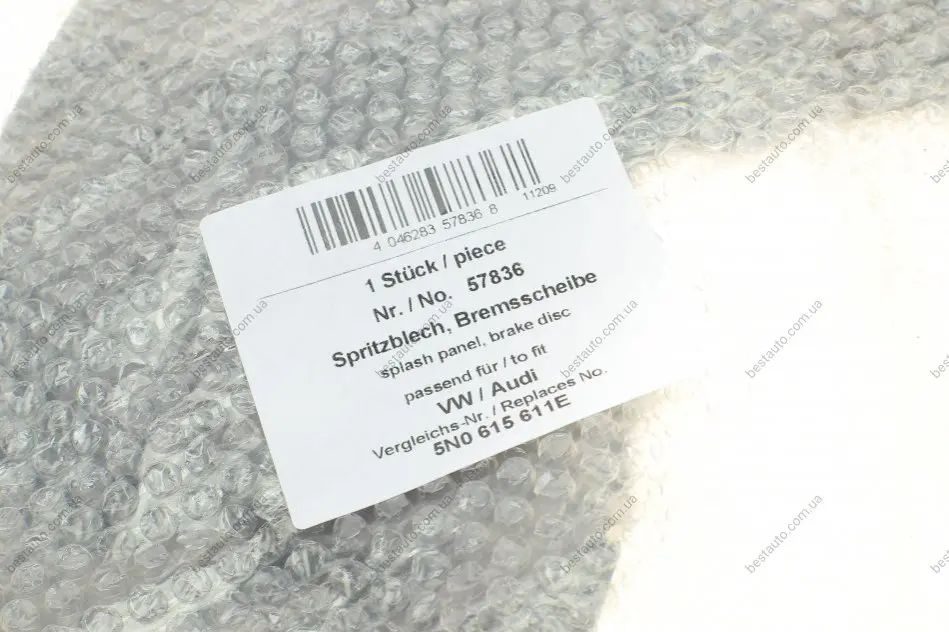 4 046283 57836 8
11209
1 Stück / piece
Nr. / No. 57836
Spritzblech, Bremsscheibe
splash panel, brake disc
passend für / to fit
VW / Audi
Vergleichs-Nr. / Replaces No.
5N0 615 611E
bestauto.com.ua